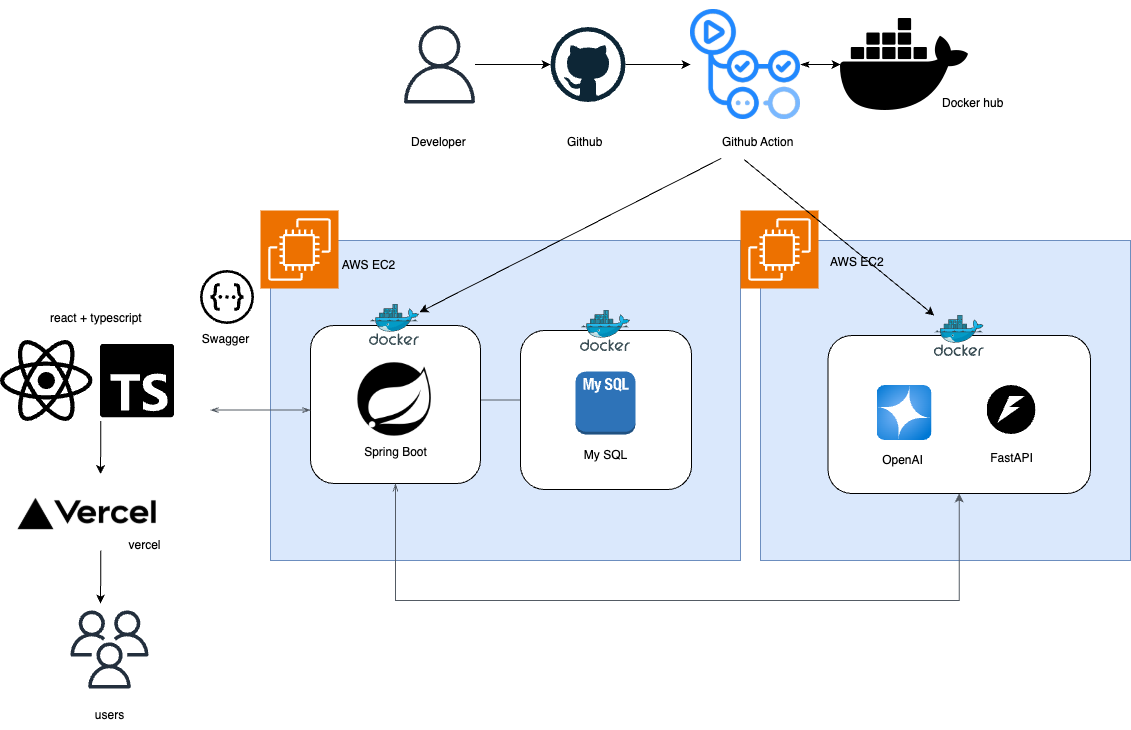 Docker hub
Developer
Github
Github Action
AWS EC2
AWS EC2
react + typescript
Swagger
{...}
TS
docker
docker
docker
My SQL
Spring Boot
My SQL
OpenAI
FastAPI
Vercel
vercel
users